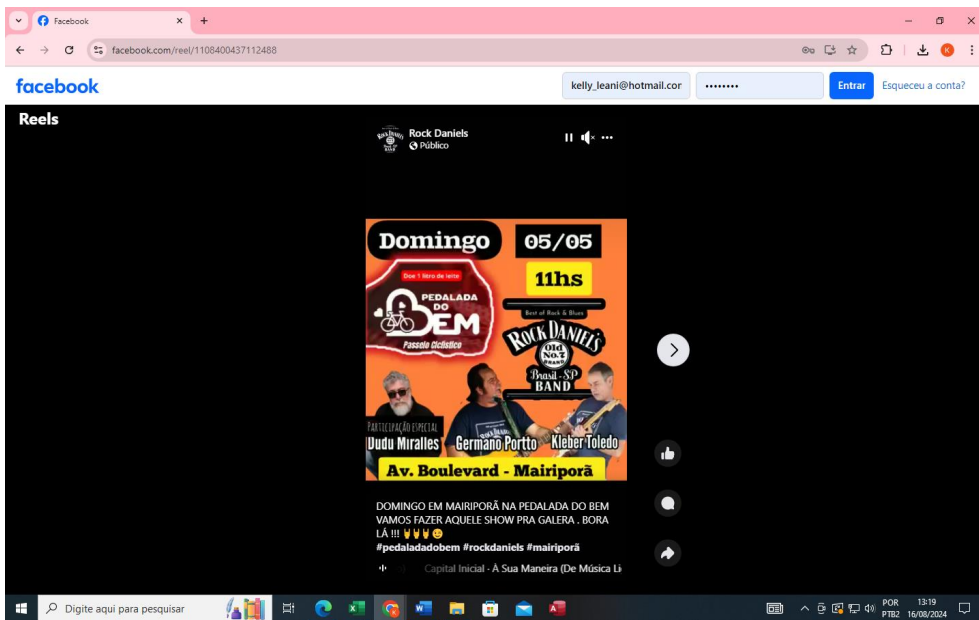 Facebook
facebook.com/reel/1108400437112488
K
facebook
kelly_leani@hotmail.cor
••••••••
Entrar
Esqueceu a conta?
Reels
Rock Daniels
Público
Domingo
05/05
Doe 1 litro de leite
11hs
PEDALADA
DO
BEM
Passeio Ciclístico
Best of Rock & Blues
ROCK DANIEL'S
Old
No.7
BRAND
Brasil - SP
BAND
PARTICIPAÇÃO ESPECIAL
Dudu Miralles
Germano Portto
Kleber Toledo
Av. Boulevard - Mairiporã
DOMINGO EM MAIRIPORÃ NA PEDALADA DO BEM
VAMOS FAZER AQUELE SHOW PRA GALERA . BORA
LÁ !!! 🤘🤘🤘😉
#pedaladadobem #rockdaniels #mairiporã
Capital Inicial - À Sua Maneira (De Música Li
Digite aqui para pesquisar
POR
PTB2
13:19
16/08/2024